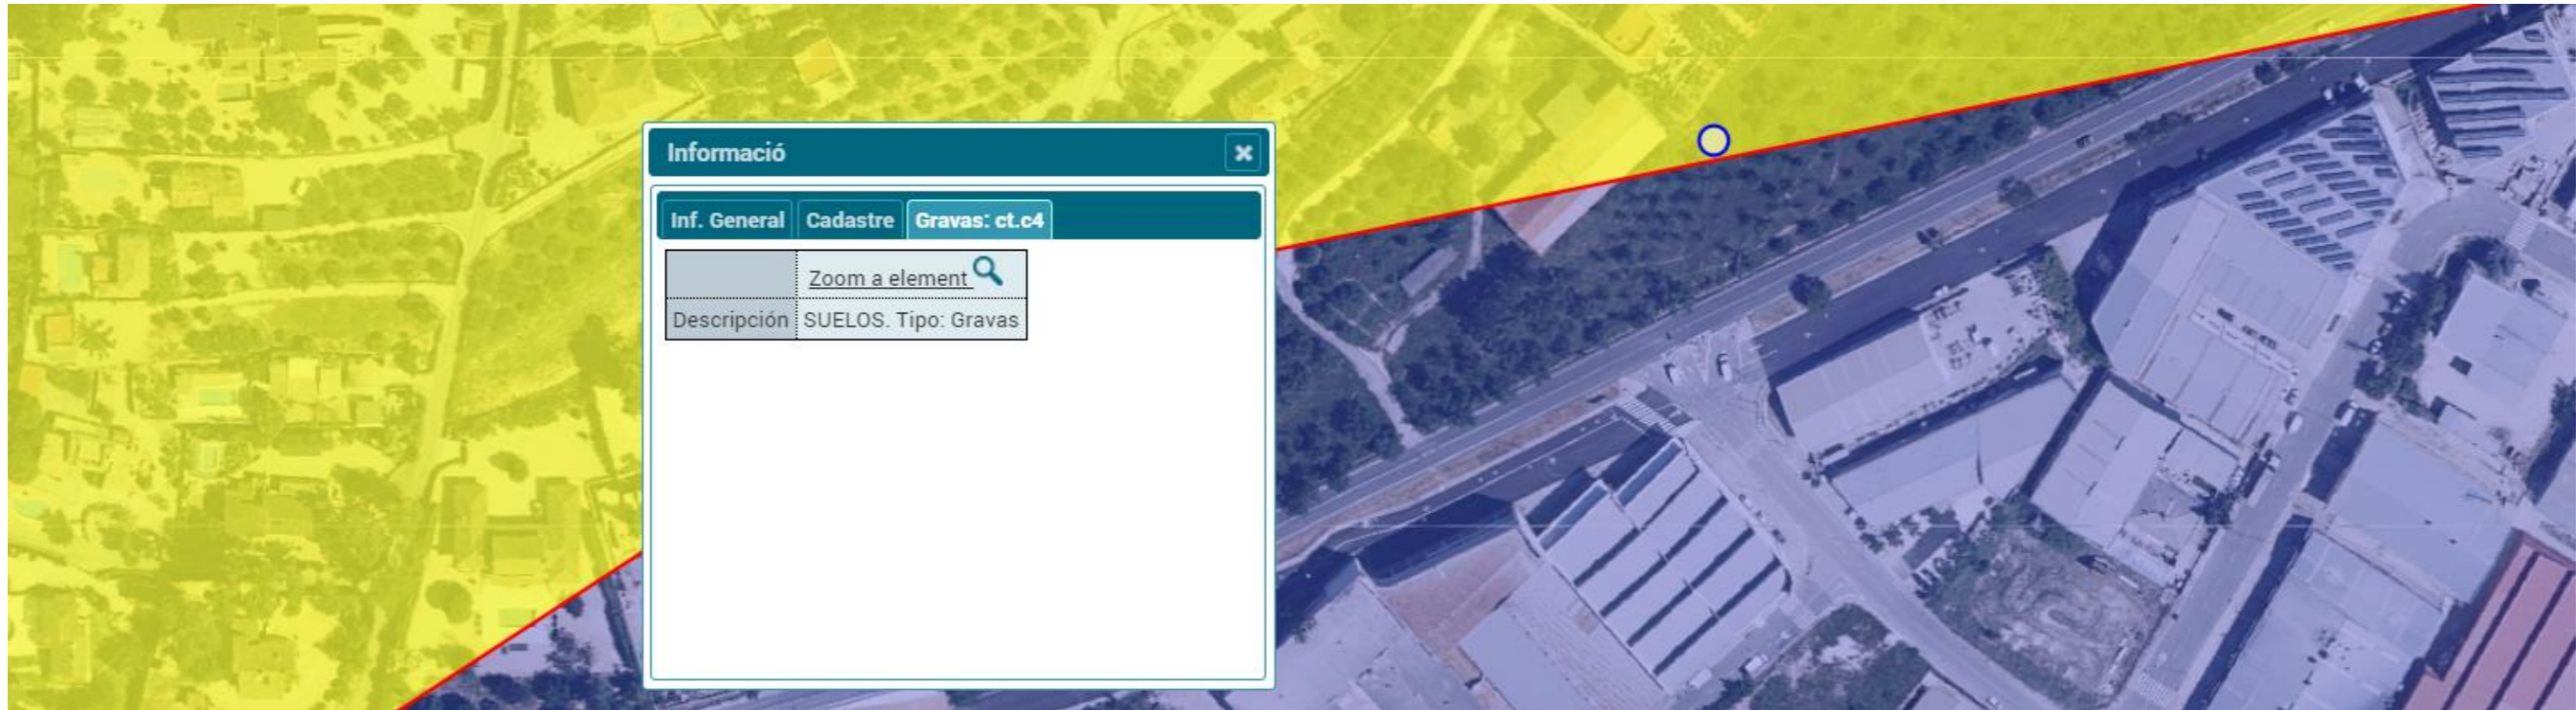 Informació
Inf. General Cadastre Gravas: ct.c4
Zoom a element
Descripción SUELOS. Tipo: Gravas